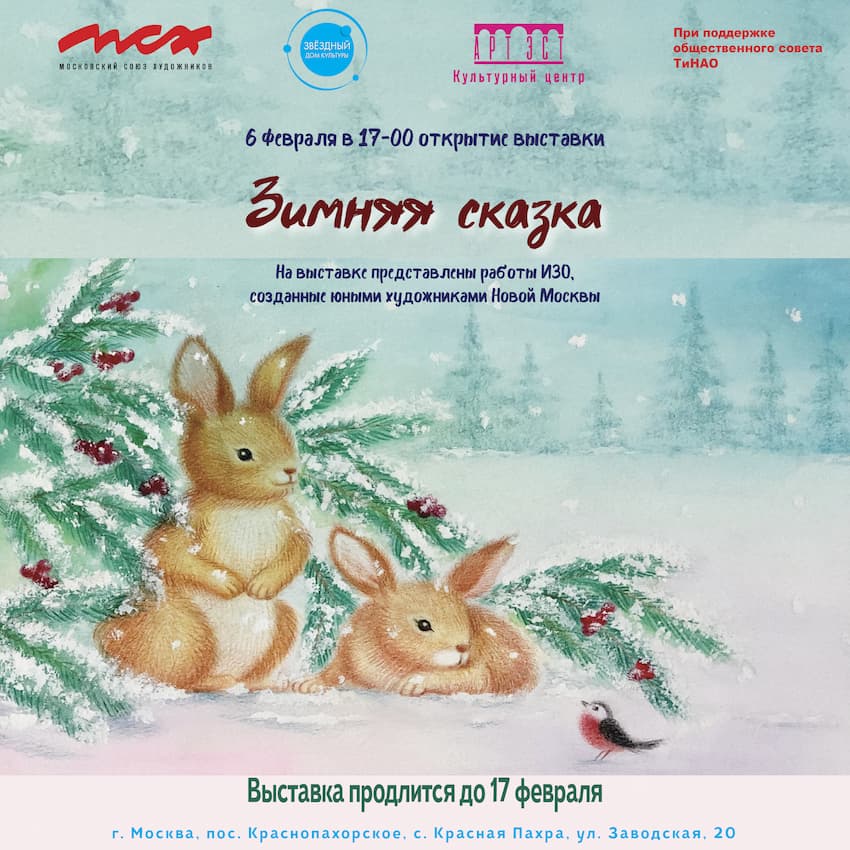 мсх
МОСКОВСКИЙ СОЮЗ ХУДОЖНИКОВ
ЗВЁЗДНЫЙ
ДОМ КУЛЬТУРЫ
АРТЭСТ
Культурный центр
При поддержке
общественного совета
ТиНАО
6 февраля в 17-00 открытие выставки
Зимняя сказка
На выставке представлены работы ИЗО,
созданные юными художниками Новой Москвы
Выставка продлится до 17 февраля
г. Москва, пос. Краснопахорское, с. Красная Пахра, ул. Заводская, 20